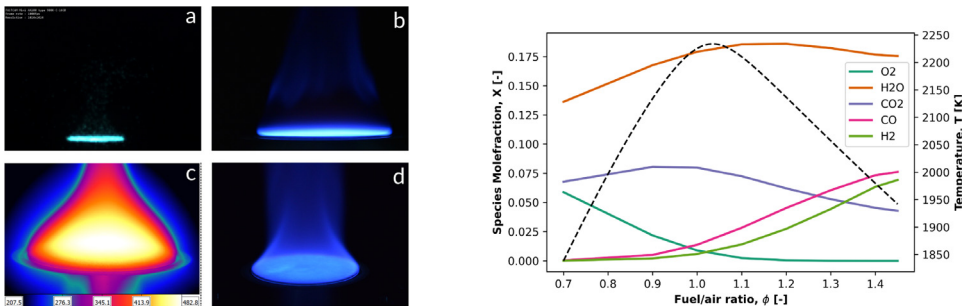 a
b
c
d
207.5 276.3 345.1 413.9 482.8
Species Molefraction, X [-]
0.175
0.150
0.125
0.100
0.075
0.050
0.025
0.000
0.7 0.8 0.9 1.0 1.1 1.2 1.3 1.4
Fuel/air ratio, ϕ [-]
O2
H2O
CO2
CO
H2
2250
2200
2150
2100
2050
2000
1950
1900
1850
Temperature, T [K]